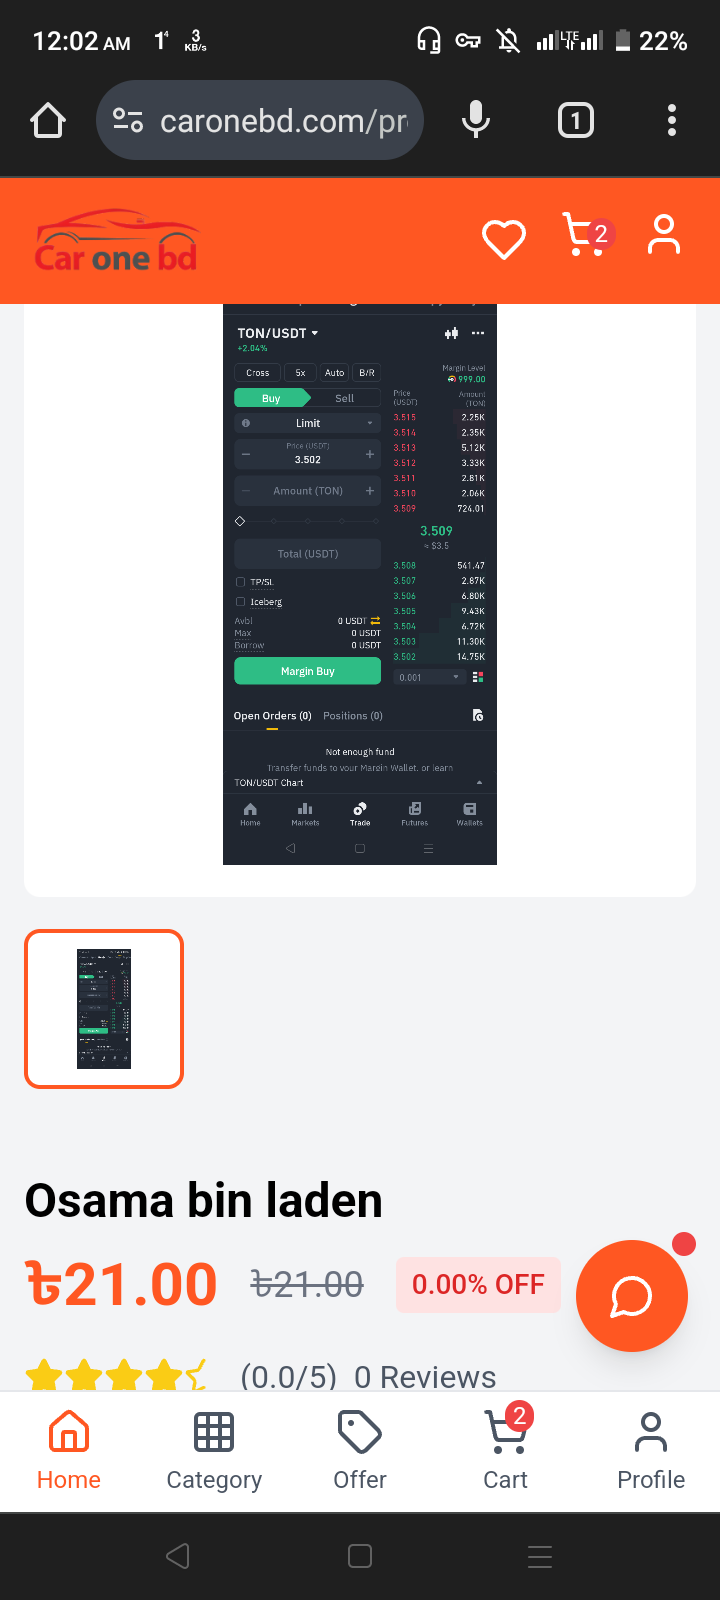 12:02 AM 1⁴ 3 KB/s LTE 22%
caronebd.com/pr
1
Car one bd
2
TON/USDT
+2.04%
Cross 5x Auto B/R
Margin Level
999.00
Buy Sell
Price (USDT) Amount (TON)
Limit
Price (USDT)
3.502
Amount (TON)
Total (USDT)
TP/SL
Iceberg
Avbl 0 USDT
Max 0 USDT
Borrow 0 USDT
Margin Buy
3.515 2.25K
3.514 2.35K
3.513 5.12K
3.512 3.33K
3.511 2.81K
3.510 2.06K
3.509 724.01
3.509
≈ $3.5
3.508 541.47
3.507 2.87K
3.506 6.80K
3.505 9.43K
3.504 6.72K
3.503 11.30K
3.502 14.75K
0.001
Open Orders (0) Positions (0)
Not enough fund
Transfer funds to your Margin Wallet, or learn
TON/USDT Chart
Home Markets Trade Futures Wallets
Osama bin laden
৳21.00 ৳21.00 0.00% OFF
(0.0/5) 0 Reviews
2
Home Category Offer Cart Profile